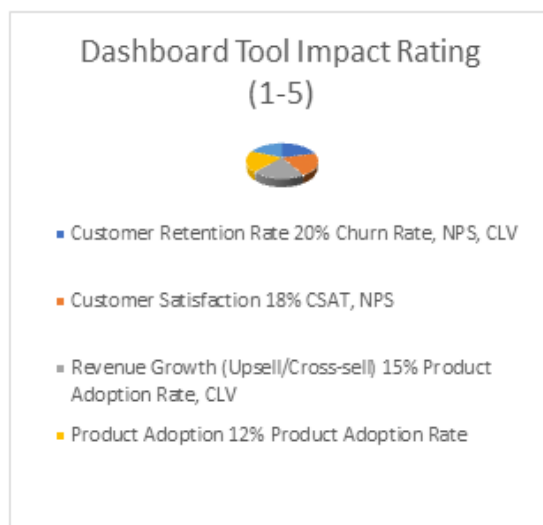 Dashboard Tool Impact Rating
(1-5)
Customer Retention Rate 20% Churn Rate, NPS, CLV
Customer Satisfaction 18% CSAT, NPS
Revenue Growth (Upsell/Cross-sell) 15% Product
Adoption Rate, CLV
Product Adoption 12% Product Adoption Rate